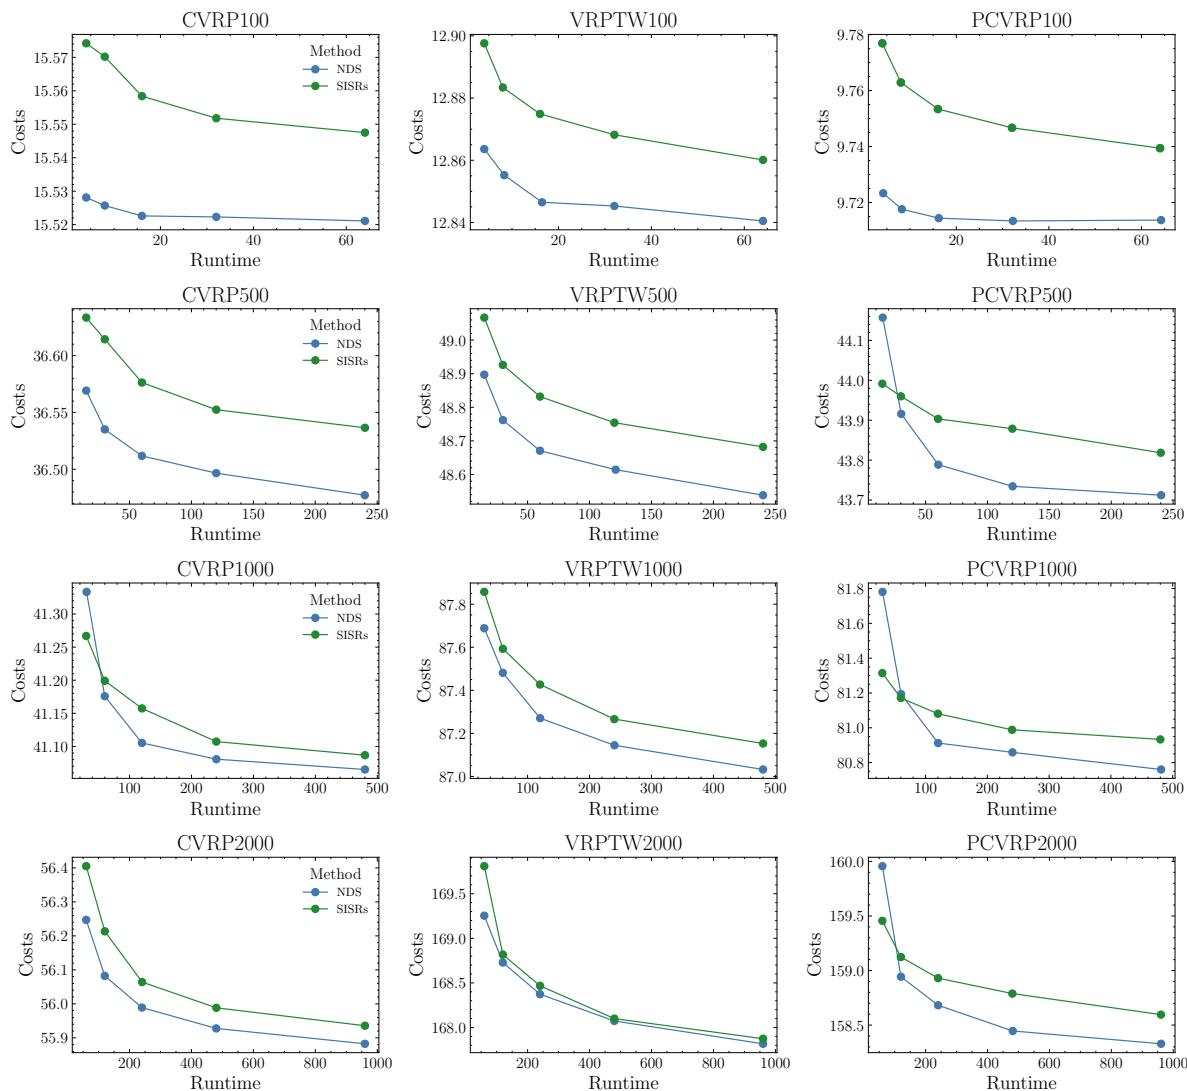 CVRP100
VRPTW100
PCVRP100
15.57
15.56
15.55
15.54
15.53
15.52
Costs
Method
NDS
SISRs
20
40
60
Runtime
12.90
12.88
12.86
12.84
Costs
20
40
60
Runtime
9.78
9.76
9.74
9.72
Costs
20
40
60
Runtime
CVRP500
VRPTW500
PCVRP500
36.60
36.55
36.50
Costs
Method
NDS
SISRs
50
100
150
200
250
Runtime
49.0
48.9
48.8
48.7
48.6
Costs
50
100
150
200
250
Runtime
44.1
44.0
43.9
43.8
43.7
Costs
50
100
150
200
250
Runtime
CVRP1000
VRPTW1000
PCVRP1000
41.30
41.25
41.20
41.15
41.10
Costs
Method
NDS
SISRs
100
200
300
400
500
Runtime
87.8
87.6
87.4
87.2
87.0
Costs
100
200
300
400
500
Runtime
81.8
81.6
81.4
81.2
81.0
80.8
Costs
100
200
300
400
500
Runtime
CVRP2000
VRPTW2000
PCVRP2000
56.4
56.3
56.2
56.1
56.0
55.9
Costs
Method
NDS
SISRs
200
400
600
800
1000
Runtime
169.5
169.0
168.5
168.0
Costs
200
400
600
800
1000
Runtime
160.0
159.5
159.0
158.5
Costs
200
400
600
800
1000
Runtime